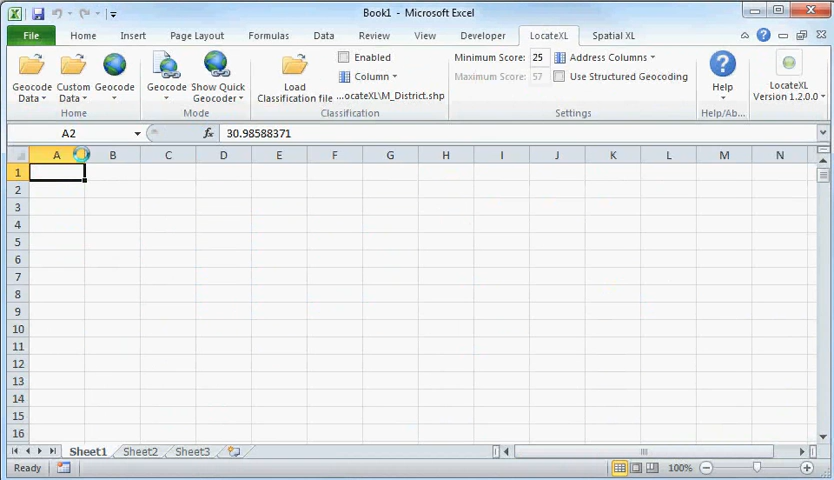 Book1 - Microsoft Excel
File Home Insert Page Layout Formulas Data Review View Developer LocateXL Spatial XL
Geocode Data
Custom Data
Geocode
Home
Geocode
Show Quick Geocoder
Mode
Load Classification file
Enabled
Column
...ocateXL\M_District.shp
Classification
Minimum Score: 25
Maximum Score: 57
Address Columns
Use Structured Geocoding
Settings
Help
Help/Ab...
LocateXL
Version 1.2.0.0
A2 fx 30.98588371
A B C D E F G H I J K L M N
1
2
3
4
5
6
7
8
9
10
11
12
13
14
15
16
Sheet1 Sheet2 Sheet3
Ready 100%